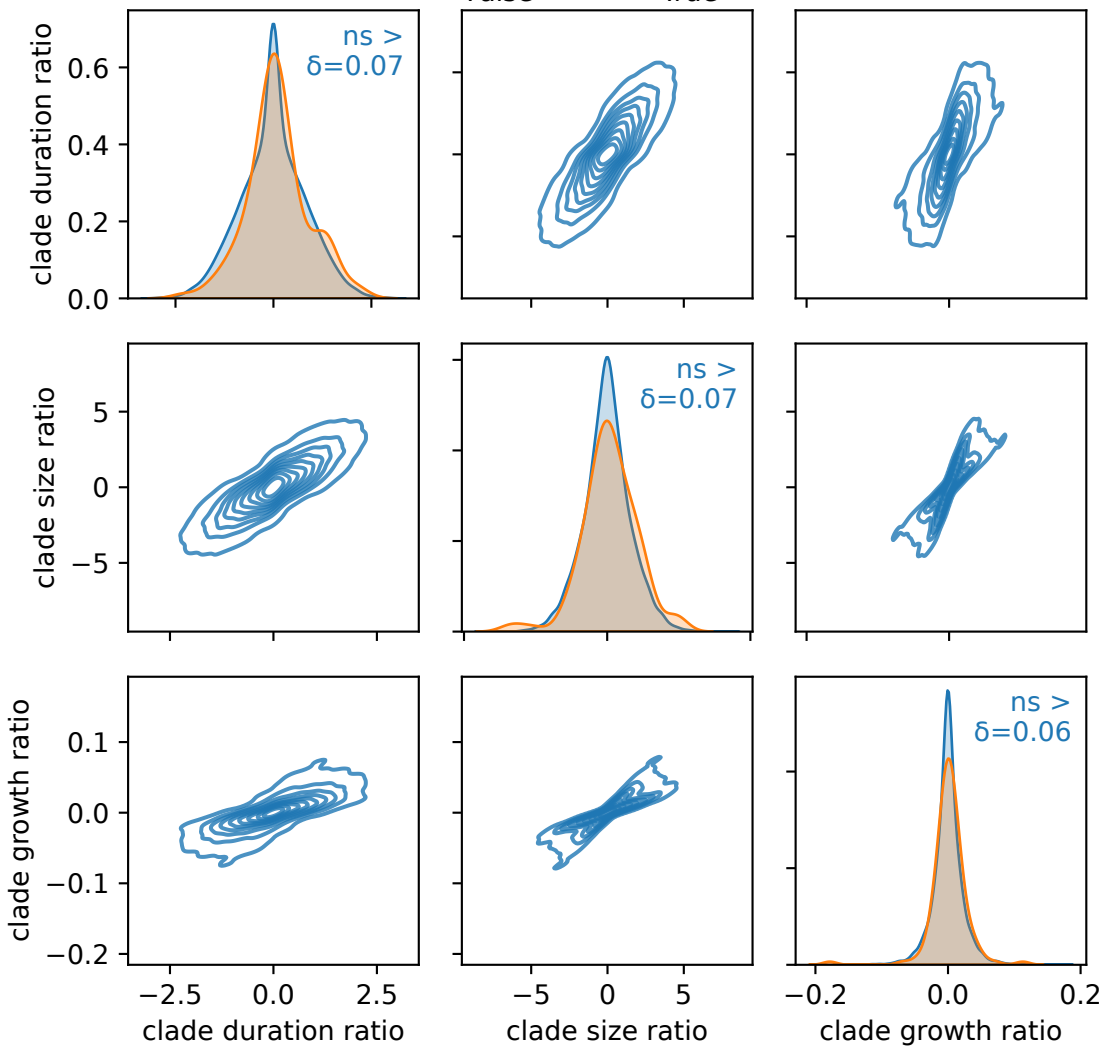 clade duration ratio
0.6
0.4
0.2
0.0
ns >
δ=0.07
clade size ratio
5
0
−5
ns >
δ=0.07
clade growth ratio
0.1
0.0
−0.1
−0.2
ns >
δ=0.06
−2.5 0.0 2.5
−5 0 5
−0.2 0.0 0.2
clade duration ratio
clade size ratio
clade growth ratio